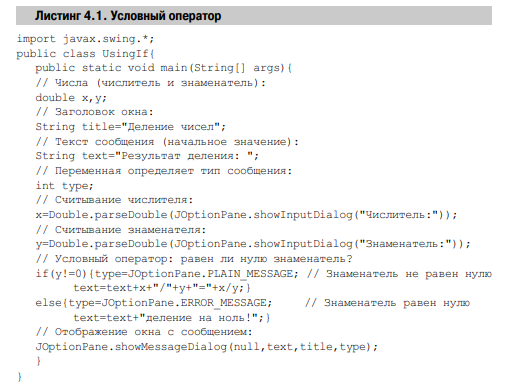 Листинг 4.1. Условный оператор
import javax.swing.*;
public class UsingIf{
public static void main(String[] args){
// Числа (числитель и знаменатель):
double x,y;
// Заголовок окна:
String title="Деление чисел";
// Текст сообщения (начальное значение):
String text="Результат деления: ";
// Переменная определяет тип сообщения:
int type;
// Считывание числителя:
x=Double.parseDouble(JOptionPane.showInputDialog("Числитель:"));
// Считывание знаменателя:
y=Double.parseDouble(JOptionPane.showInputDialog("Знаменатель:"));
// Условный оператор: равен ли нулю знаменатель?
if(y!=0){type=JOptionPane.PLAIN_MESSAGE; // Знаменатель не равен нулю
text=text+x+"/"+y+"="+x/y;}
else{type=JOptionPane.ERROR_MESSAGE; // Знаменатель равен нулю
text=text+"деление на ноль!";}
// Отображение окна с сообщением:
JOptionPane.showMessageDialog(null,text,title,type);
}
}